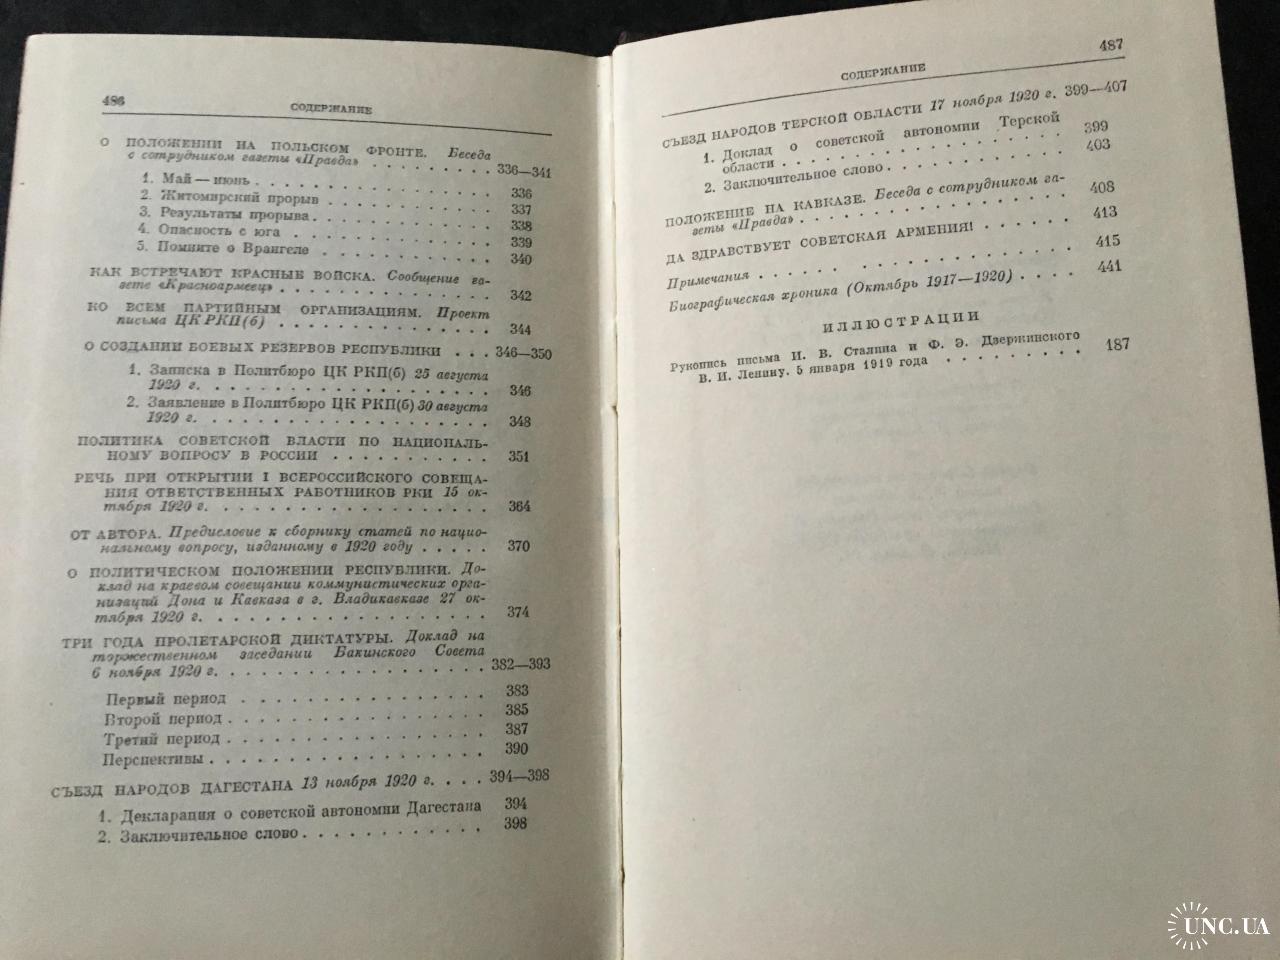 486
СОДЕРЖАНИЕ
О ПОЛОЖЕНИИ НА ПОЛЬСКОМ ФРОНТЕ. Беседа
с сотрудником газеты «Правда» . . . . . . . . 336—341
1. Май — июнь . . . . . . . . . . . . . . 336
2. Житомирский прорыв . . . . . . . . . . 337
3. Результаты прорыва . . . . . . . . . . . 338
4. Опасность с юга . . . . . . . . . . . . 339
5. Помните о Врангеле . . . . . . . . . . 340
КАК ВСТРЕЧАЮТ КРАСНЫЕ ВОЙСКА. Сообщение га-
зете «Красноармеец» . . . . . . . . . . . . . 342
КО ВСЕМ ПАРТИЙНЫМ ОРГАНИЗАЦИЯМ. Проект
письма ЦК РКП(б) . . . . . . . . . . . . . 344
О СОЗДАНИИ БОЕВЫХ РЕЗЕРВОВ РЕСПУБЛИКИ . . . 346—350
1. Записка в Политбюро ЦК РКП(б) 25 августа
1920 г. . . . . . . . . . . . . . . . . . . 346
2. Заявление в Политбюро ЦК РКП(б) 30 августа
1920 г. . . . . . . . . . . . . . . . . . . 348
ПОЛИТИКА СОВЕТСКОЙ ВЛАСТИ ПО НАЦИОНАЛЬ-
НОМУ ВОПРОСУ В РОССИИ . . . . . . . . . . . 351
РЕЧЬ ПРИ ОТКРЫТИИ I ВСЕРОССИЙСКОГО СОВЕЩА-
НИЯ ОТВЕТСТВЕННЫХ РАБОТНИКОВ РКИ 15 ок-
тября 1920 г. . . . . . . . . . . . . . . . . 364
ОТ АВТОРА. Предисловие к сборнику статей по нацио-
нальному вопросу, изданному в 1920 году . . . . . 370
О ПОЛИТИЧЕСКОМ ПОЛОЖЕНИИ РЕСПУБЛИКИ. До-
клад на краевом совещании коммунистических орга-
низаций Дона и Кавказа в г. Владикавказе 27 ок-
тября 1920 г. . . . . . . . . . . . . . . . . 374
ТРИ ГОДА ПРОЛЕТАРСКОЙ ДИКТАТУРЫ. Доклад на
торжественном заседании Бакинского Совета
6 ноября 1920 г. . . . . . . . . . . . . . . . 382—393
Первый период . . . . . . . . . . . . . . 383
Второй период . . . . . . . . . . . . . . . 385
Третий период . . . . . . . . . . . . . . . 387
Перспективы . . . . . . . . . . . . . . . . 390
СЪЕЗД НАРОДОВ ДАГЕСТАНА 13 ноября 1920 г. . . . 394—398
1. Декларация о советской автономии Дагестана 394
2. Заключительное слово . . . . . . . . . . . 398
487
СОДЕРЖАНИЕ
СЪЕЗД НАРОДОВ ТЕРСКОЙ ОБЛАСТИ 17 ноября 1920 г. 399—407
1. Доклад о советской автономии Терской
области . . . . . . . . . . . . . . . . . . 399
2. Заключительное слово . . . . . . . . . . . 403
ПОЛОЖЕНИЕ НА КАВКАЗЕ. Беседа с сотрудником га-
зеты «Правда» . . . . . . . . . . . . . . . . 408
ДА ЗДРАВСТВУЕТ СОВЕТСКАЯ АРМЕНИЯ! . . . . . . 413
Примечания . . . . . . . . . . . . . . . . . 415
Биографическая хроника (Октябрь 1917—1920) . . . . 441
ИЛЛЮСТРАЦИИ
Рукопись письма И. В. Сталина и Ф. Э. Дзержинского
В. И. Ленину. 5 января 1919 года . . . . . . . . . 187
UNC.UA